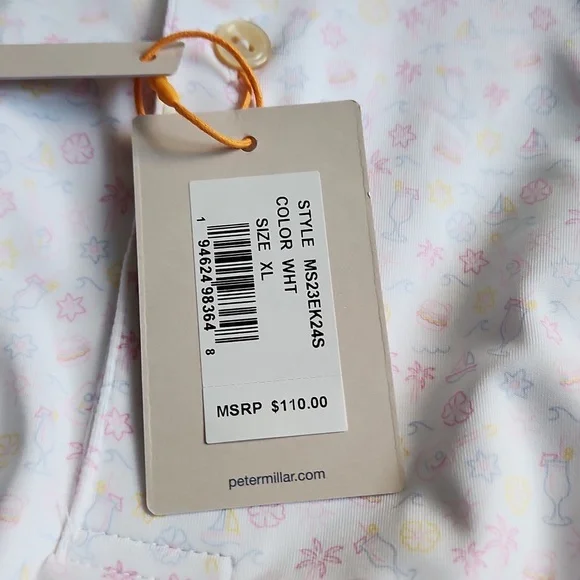 STYLE MS23EK24S
COLOR WHT
SIZE XL
1 94624 98364 8
MSRP $110.00
petermillar.com